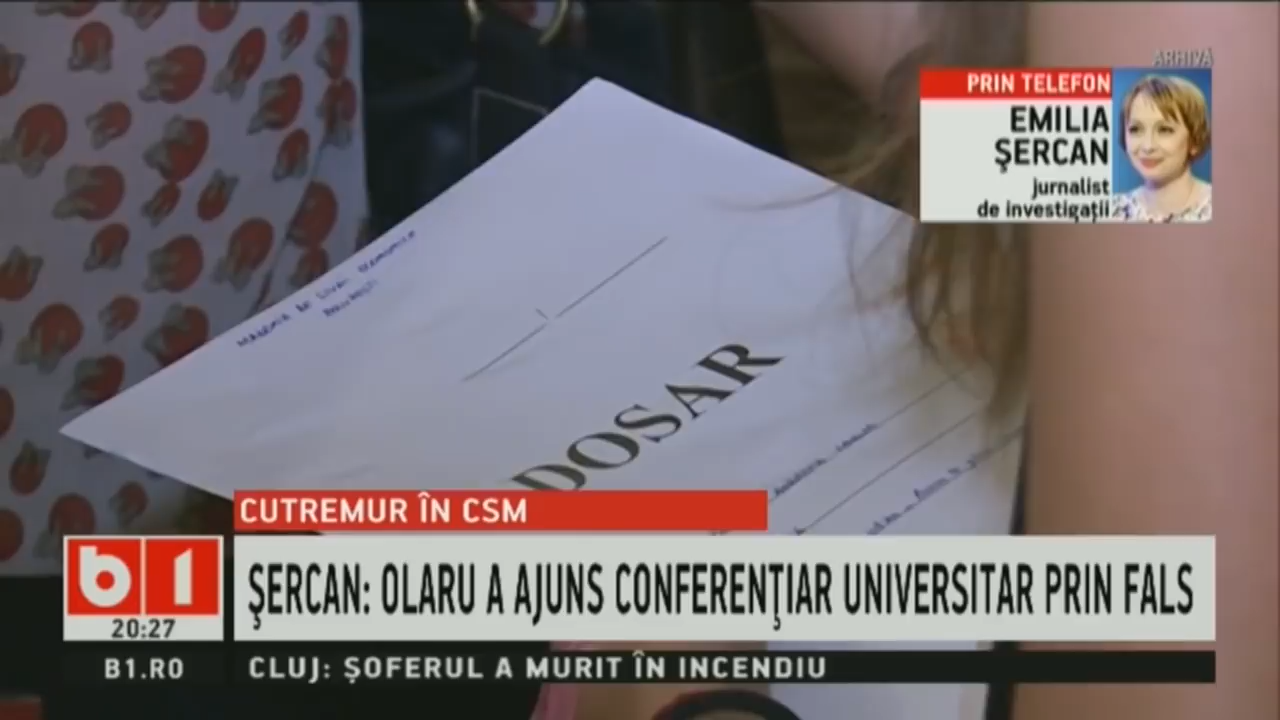 ARHIVĂ
PRIN TELEFON
EMILIA
ŞERCAN
jurnalist
de investigaţii
DOSAR
CUTREMUR ÎN CSM
ŞERCAN: OLARU A AJUNS CONFERENŢIAR UNIVERSITAR PRIN FALS
b1
20:27
B1.RO
CLUJ: ŞOFERUL A MURIT ÎN INCENDIU